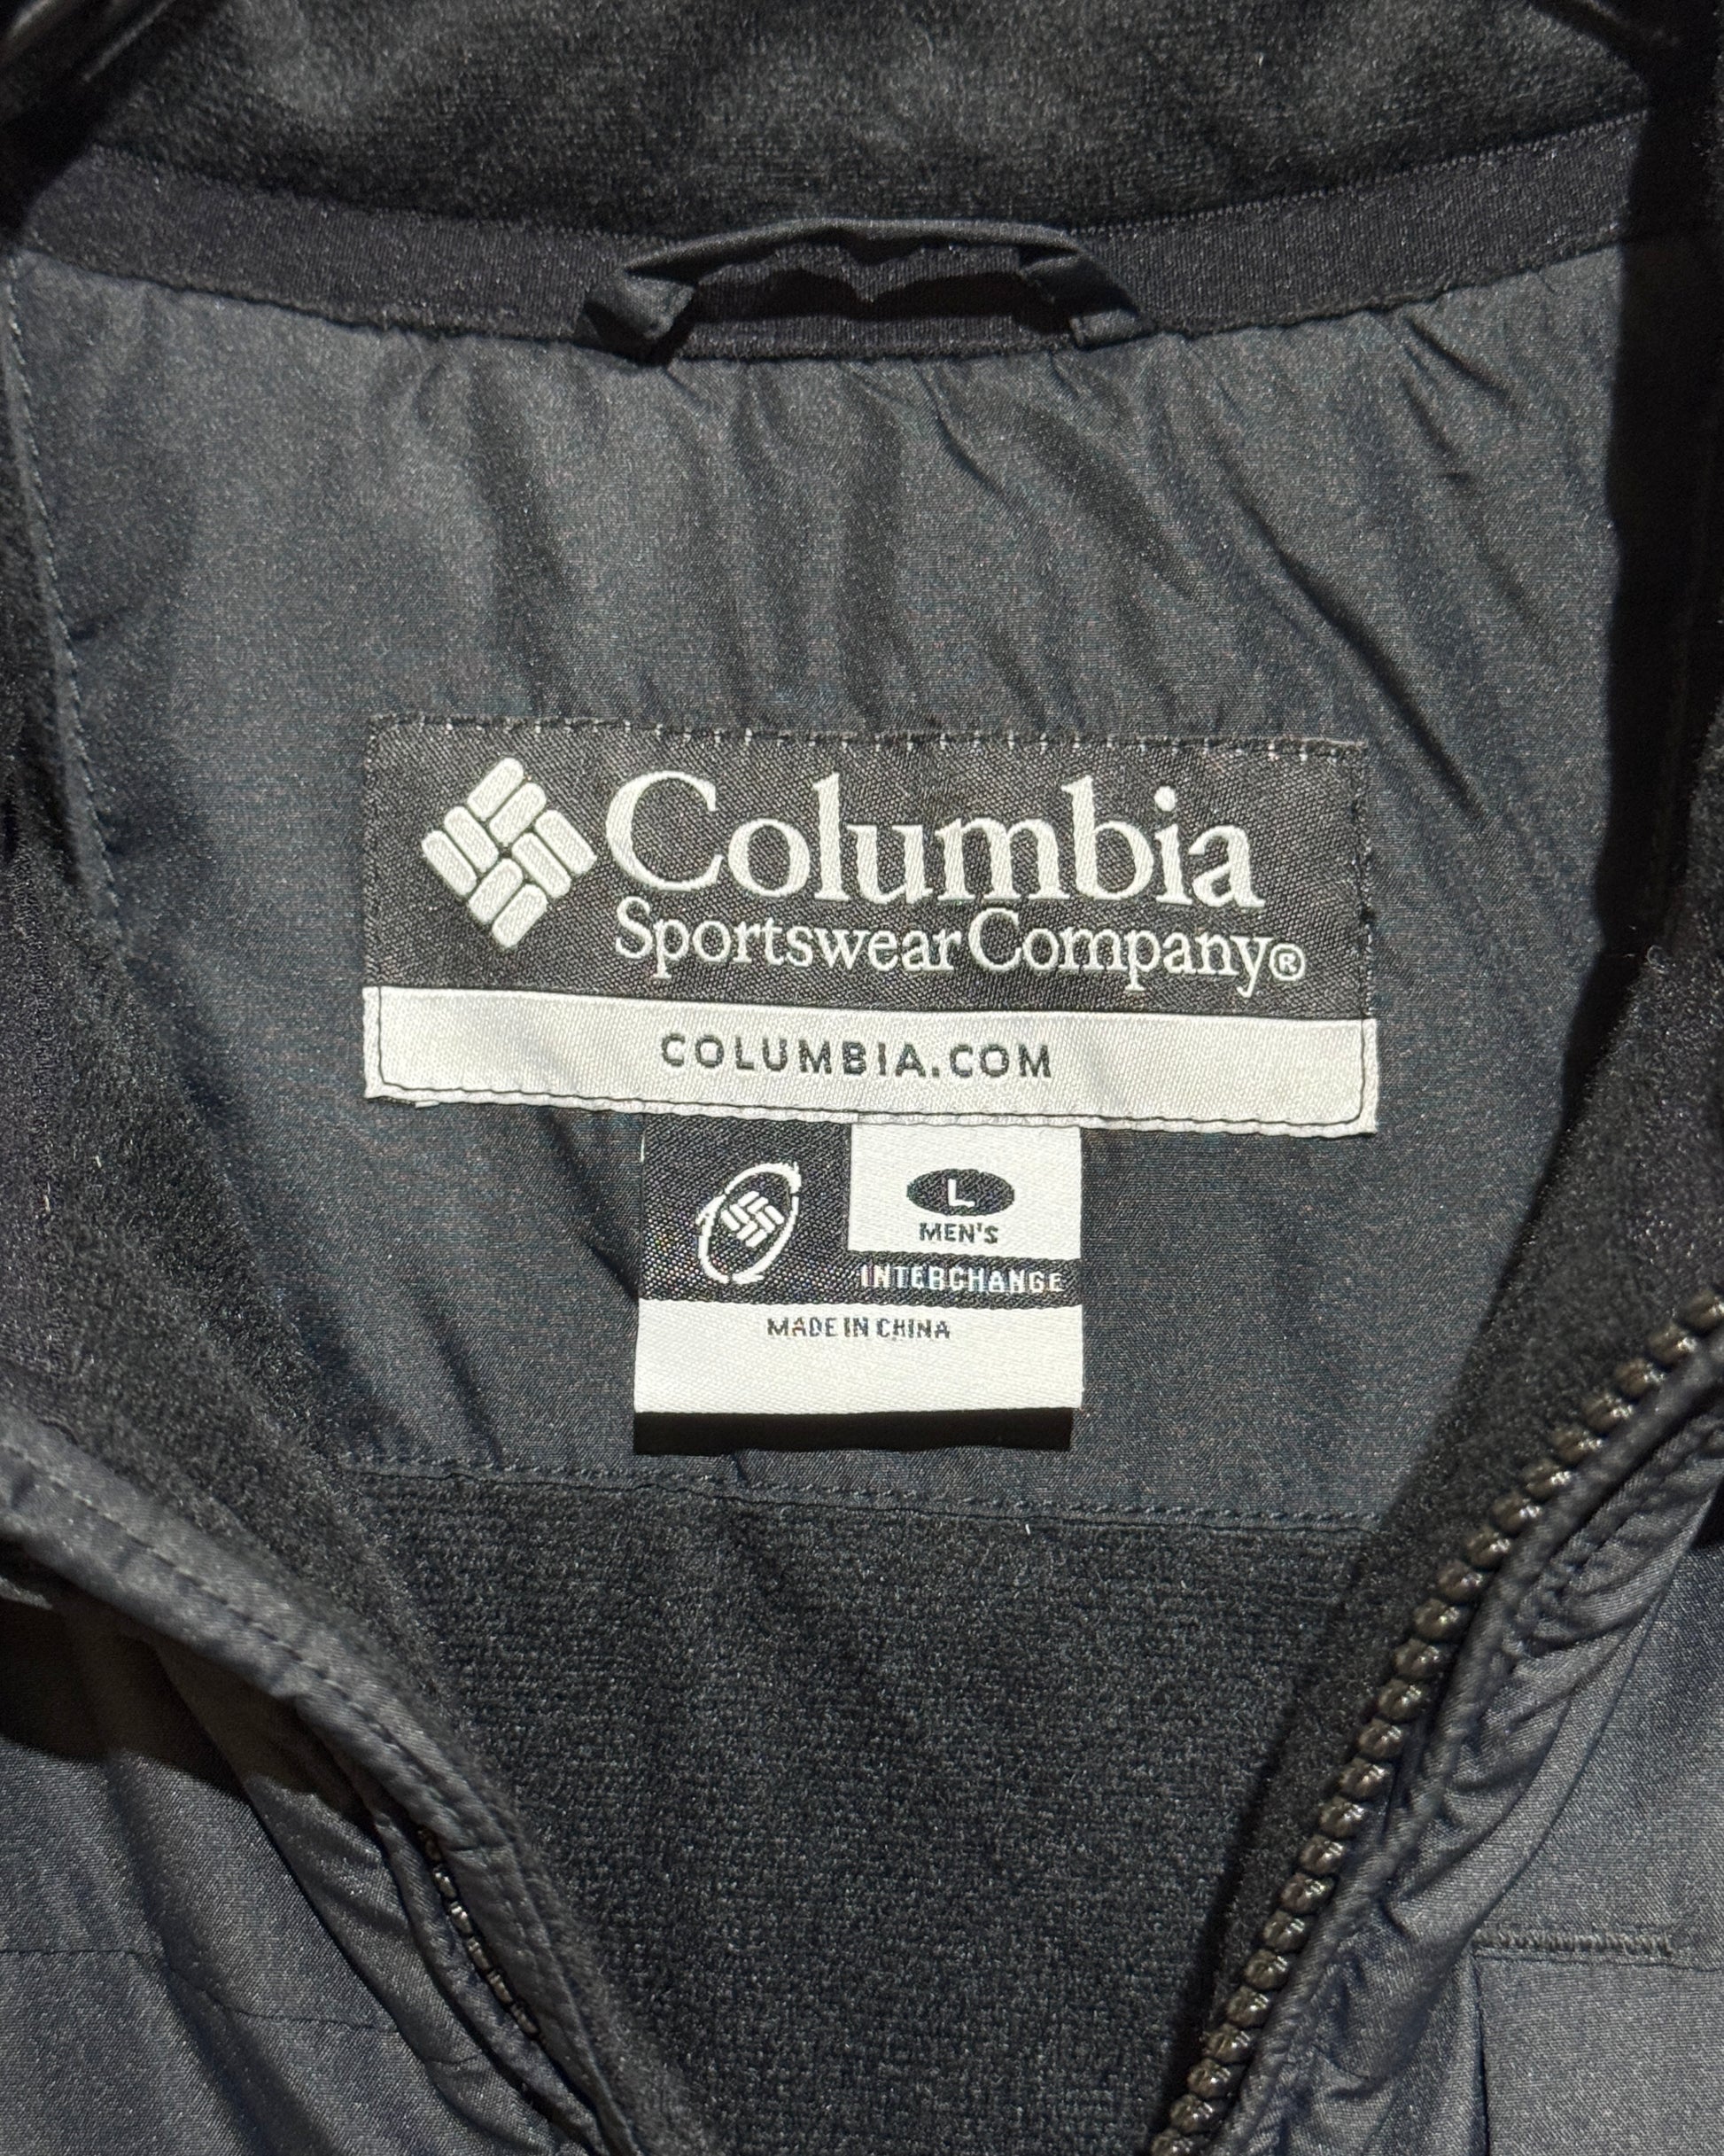 Columbia
Sportswear Company®
COLUMBIA.COM
L
MEN'S
INTERCHANGE
MADE IN CHINA